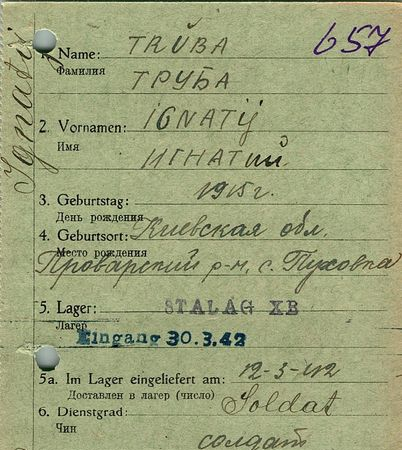 657
Ignatij
1. Name: TRUBA
Фамилия ТРУБА
2. Vornamen: IGNATIJ
Имя ИГНАТИЙ
3. Geburtstag: 1915 г.
День рождения
4. Geburtsort: Киевская обл.
Место рождения
Броварский р-н, с. Пуховка
5. Lager: STALAG XB
Лагерь
Eingang 30.3.42
5a. Im Lager eingeliefert am: 12-3-42
Доставлен в лагерь (число)
6. Dienstgrad: Soldat
Чин солдат